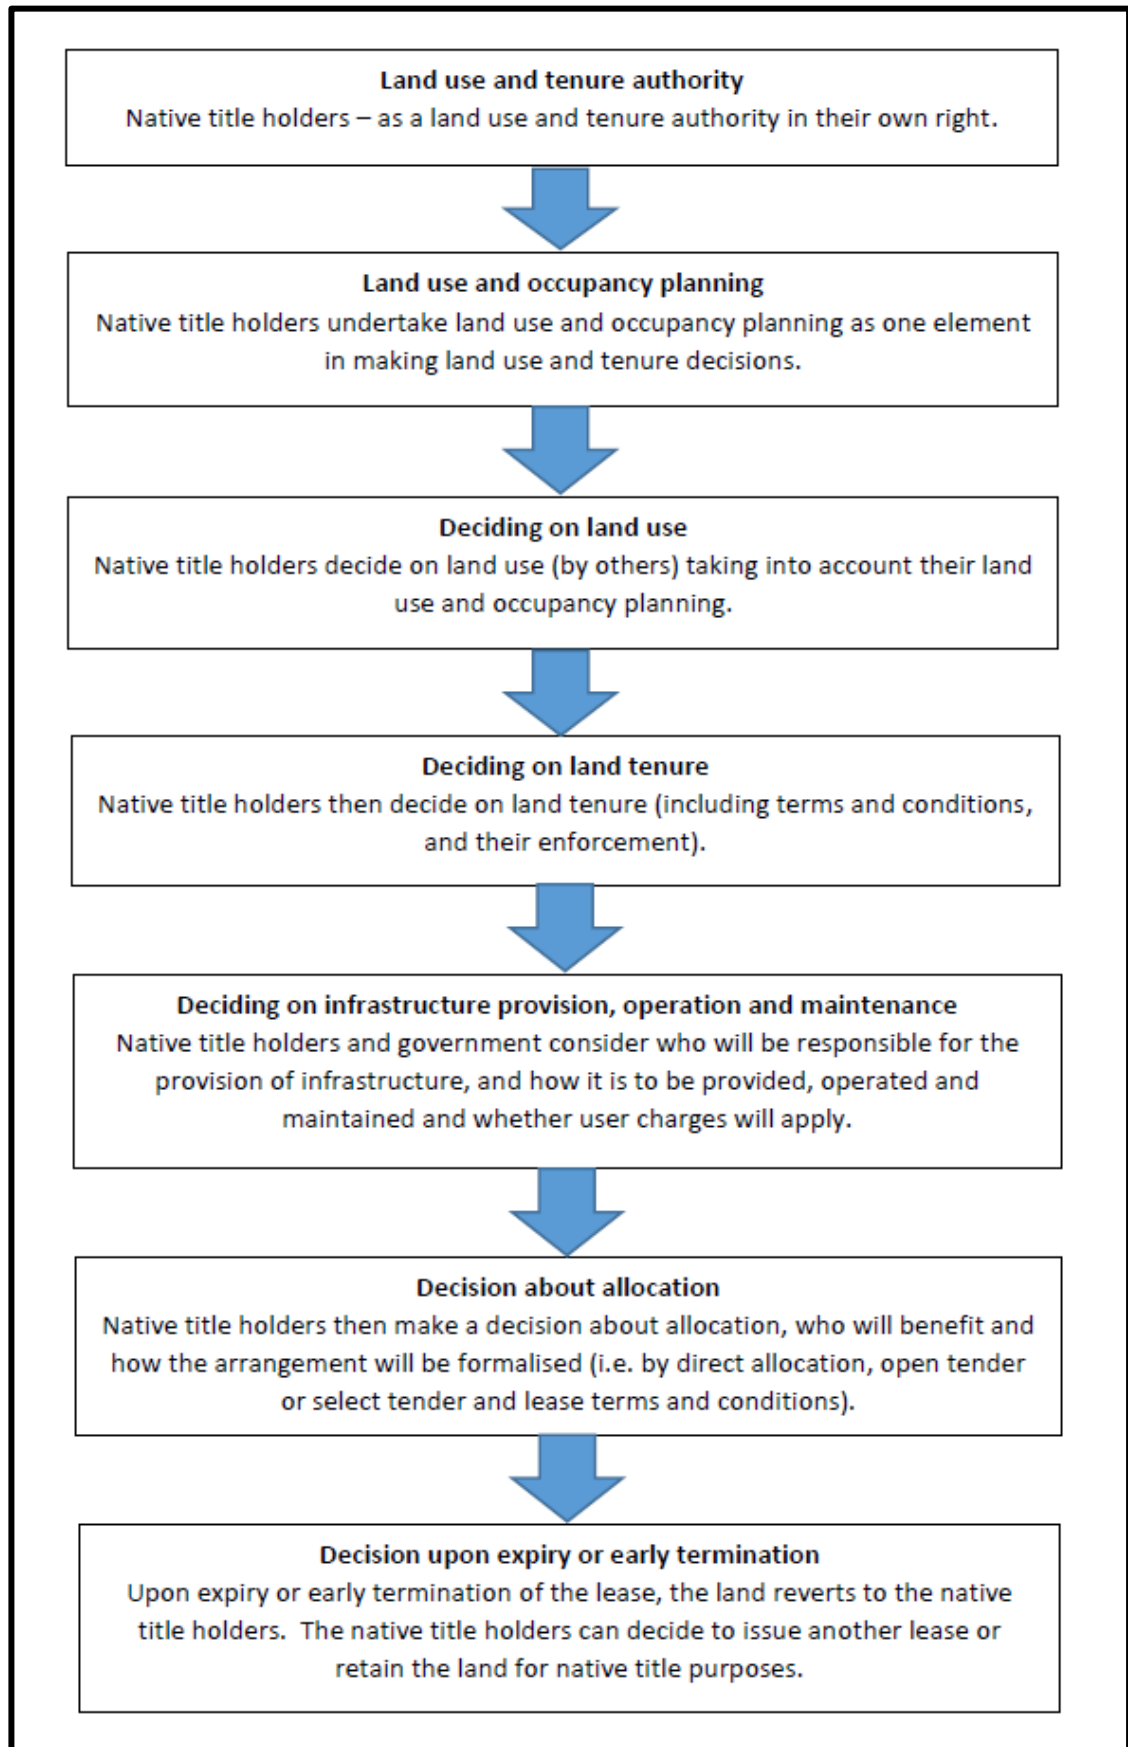 Land use and tenure authority
Native title holders – as a land use and tenure authority in their own right.
Land use and occupancy planning
Native title holders undertake land use and occupancy planning as one element
in making land use and tenure decisions.
Deciding on land use
Native title holders decide on land use (by others) taking into account their land
use and occupancy planning.
Deciding on land tenure
Native title holders then decide on land tenure (including terms and conditions,
and their enforcement).
Deciding on infrastructure provision, operation and maintenance
Native title holders and government consider who will be responsible for the
provision of infrastructure, and how it is to be provided, operated and
maintained and whether user charges will apply.
Decision about allocation
Native title holders then make a decision about allocation, who will benefit and
how the arrangement will be formalised (i.e. by direct allocation, open tender
or select tender and lease terms and conditions).
Decision upon expiry or early termination
Upon expiry or early termination of the lease, the land reverts to the native
title holders.  The native title holders can decide to issue another lease or
retain the land for native title purposes.